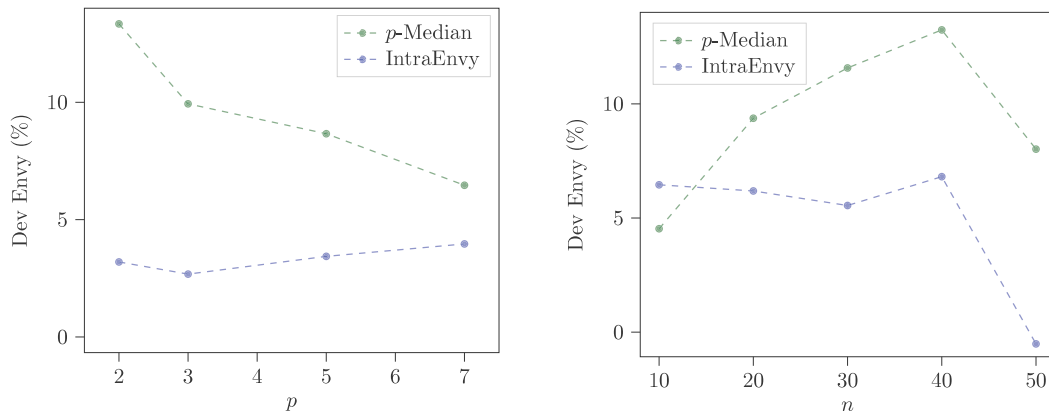 p-Median
IntraEnvy
10
5
0
Dev Envy (%)
2 3 4 5 6 7
p
p-Median
IntraEnvy
10
5
0
Dev Envy (%)
10 20 30 40 50
n